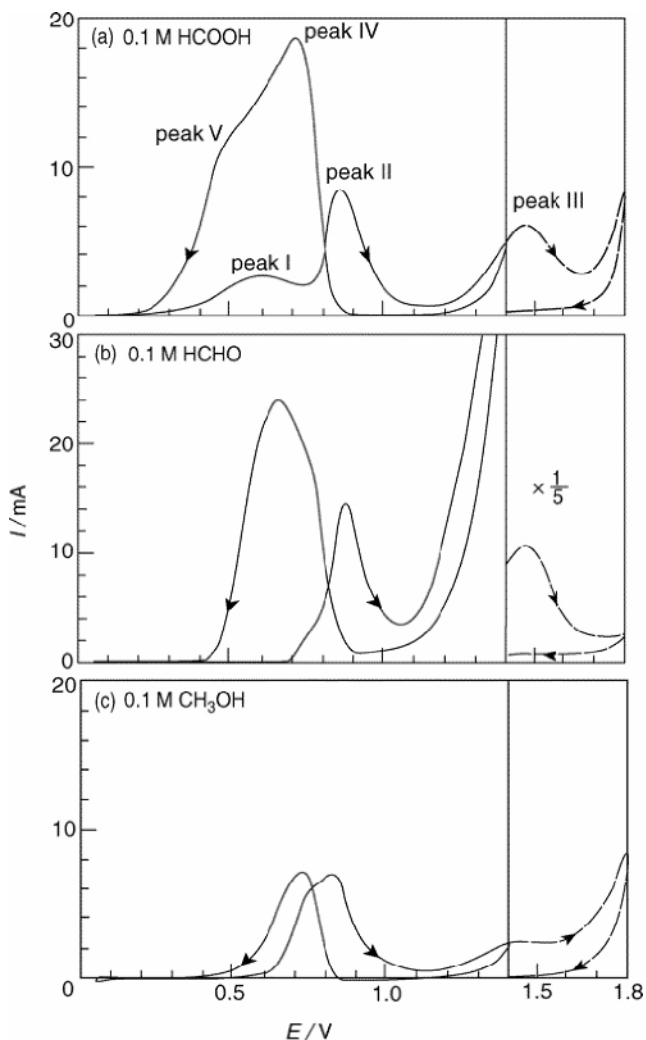 20
(a) 0.1 M HCOOH
peak IV
peak V
peak II
10
peak III
peak I
0
30
(b) 0.1 M HCHO
20
× 1/5
I / mA
10
0
20
(c) 0.1 M CH₃OH
10
0
0.5 1.0 1.5 1.8
E / V